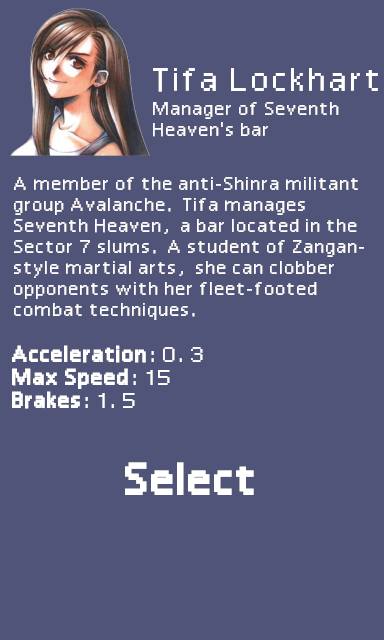 Tifa Lockhart
Manager of Seventh
Heaven's bar
A member of the anti-Shinra militant
group Avalanche. Tifa manages
Seventh Heaven, a bar located in the
Sector 7 slums. A student of Zangan-
style martial arts, she can clobber
opponents with her fleet-footed
combat techniques.
Acceleration: 0.3
Max Speed: 15
Brakes: 1.5
Select